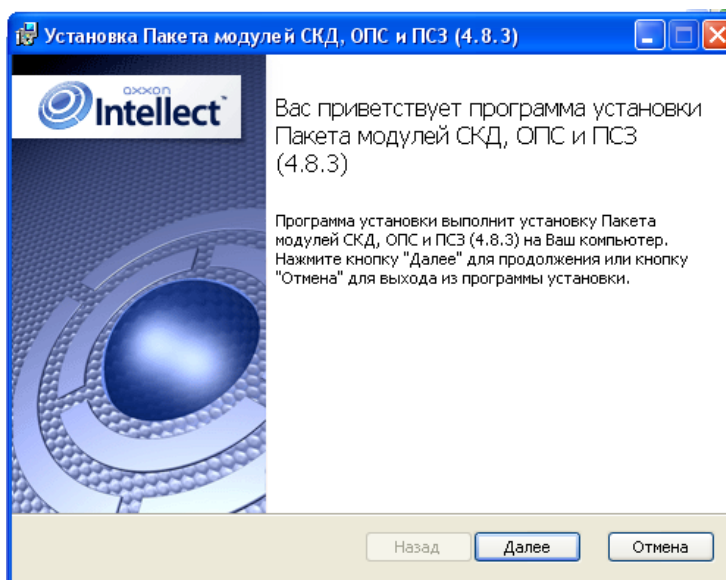 Установка Пакета модулей СКД, ОПС и ПСЗ (4.8.3)
axxon
Intellect
Вас приветствует программа установки
Пакета модулей СКД, ОПС и ПСЗ
(4.8.3)
Программа установки выполнит установку Пакета
модулей СКД, ОПС и ПСЗ (4.8.3) на Ваш компьютер.
Нажмите кнопку "Далее" для продолжения или кнопку
"Отмена" для выхода из программы установки.
Назад Далее Отмена